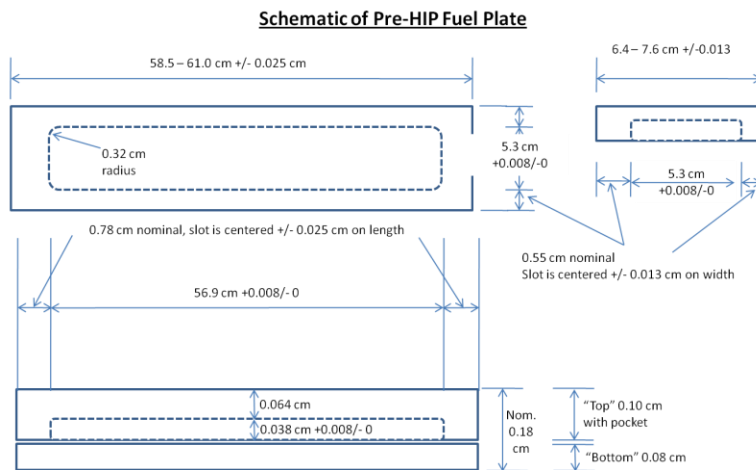 Schematic of Pre-HIP Fuel Plate
58.5 – 61.0 cm +/- 0.025 cm
6.4 – 7.6 cm +/-0.013
0.32 cm
radius
5.3 cm
+0.008/-0
5.3 cm
+0.008/-0
0.78 cm nominal, slot is centered +/- 0.025 cm on length
0.55 cm nominal
Slot is centered +/- 0.013 cm on width
56.9 cm +0.008/- 0
0.064 cm
0.038 cm +0.008/- 0
Nom.
0.18
cm
“Top” 0.10 cm
with pocket
“Bottom” 0.08 cm